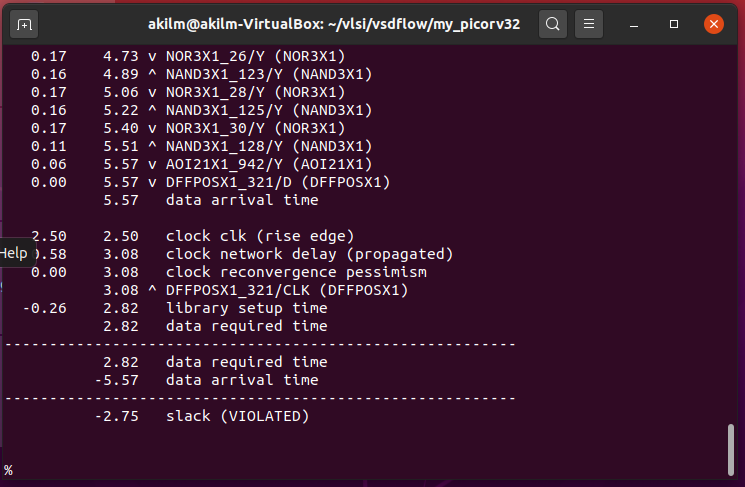 akilm@akilm-VirtualBox: ~/vlsi/vsdflow/my_picorv32
0.17 4.73 v NOR3X1_26/Y (NOR3X1)
0.16 4.89 ^ NAND3X1_123/Y (NAND3X1)
0.17 5.06 v NOR3X1_28/Y (NOR3X1)
0.16 5.22 ^ NAND3X1_125/Y (NAND3X1)
0.17 5.40 v NOR3X1_30/Y (NOR3X1)
0.11 5.51 ^ NAND3X1_128/Y (NAND3X1)
0.06 5.57 v AOI21X1_942/Y (AOI21X1)
0.00 5.57 v DFFPOSX1_321/D (DFFPOSX1)
5.57 data arrival time
2.50 2.50 clock clk (rise edge)
Help
0.58 3.08 clock network delay (propagated)
0.00 3.08 clock reconvergence pessimism
3.08 ^ DFFPOSX1_321/CLK (DFFPOSX1)
-0.26 2.82 library setup time
2.82 data required time
---------------------------------------------------------
2.82 data required time
-5.57 data arrival time
---------------------------------------------------------
-2.75 slack (VIOLATED)
%